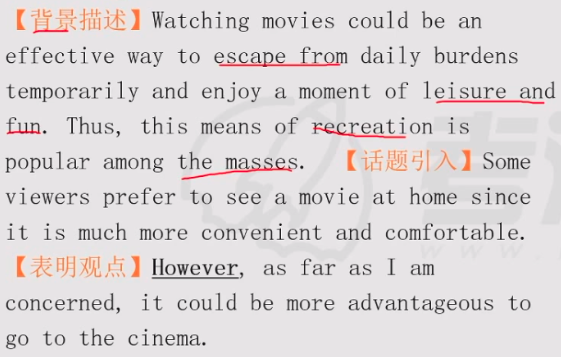 【背景描述】Watching movies could be an
effective way to escape from daily burdens
temporarily and enjoy a moment of leisure and
fun. Thus, this means of recreation is
popular among the masses. 【话题引入】Some
viewers prefer to see a movie at home since
it is much more convenient and comfortable.
【表明观点】However, as far as I am
concerned, it could be more advantageous to
go to the cinema.